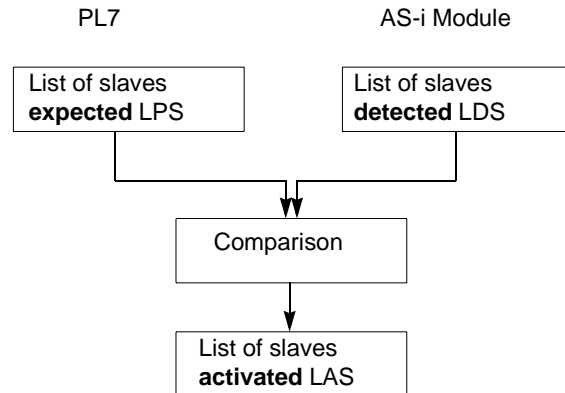 PL7
AS-i Module
List of slaves
expected LPS
List of slaves
detected LDS
Comparison
List of slaves
activated LAS